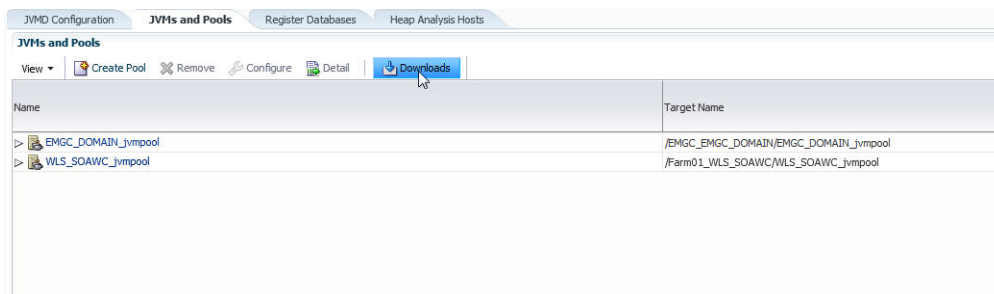 JVMD Configuration JVMs and Pools Register Databases Heap Analysis Hosts
JVMs and Pools
View Create Pool Remove Configure Detail Downloads
Name Target Name
EMGC_DOMAIN_jvmpool /EMGC_EMGC_DOMAIN/EMGC_DOMAIN_jvmpool
WLS_SOAWC_jvmpool /Farm01_WLS_SOAWC/WLS_SOAWC_jvmpool